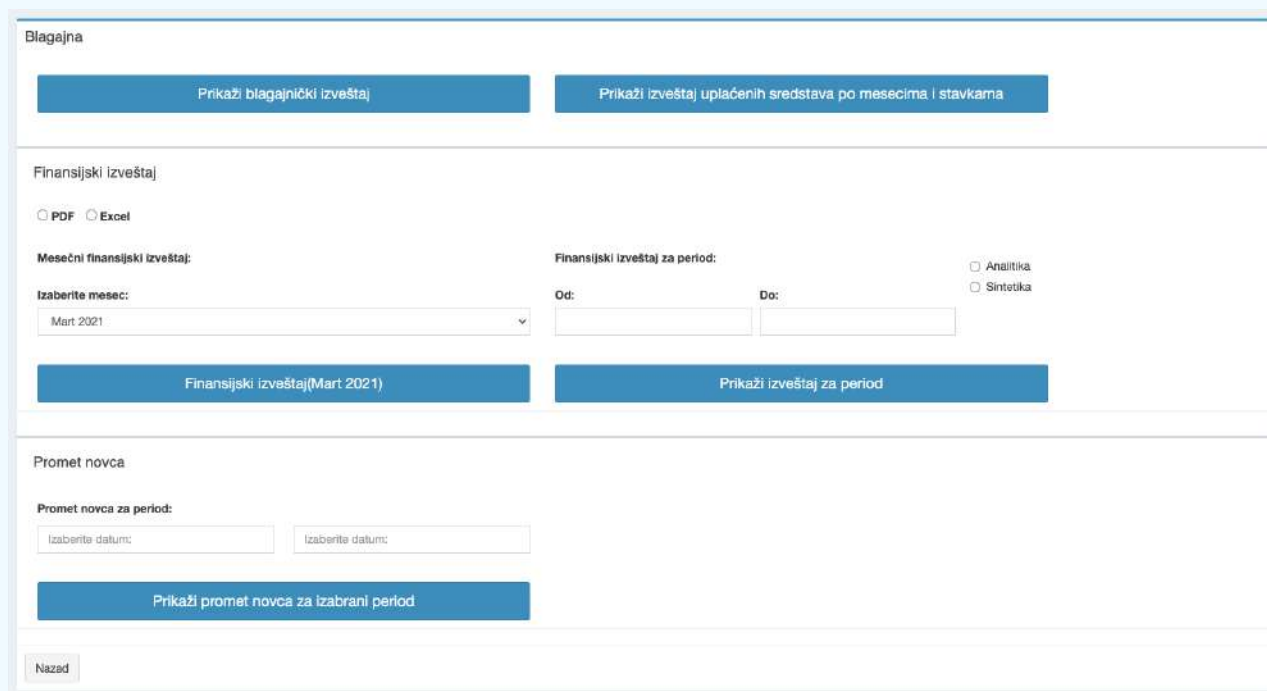 Blagajna
Prikaži blagajnički izveštaj
Prikaži izveštaj uplaćenih sredstava po mesecima i stavkama
Finansijski izveštaj
PDF Excel
Mesečni finansijski izveštaj:
Finansijski izveštaj za period:
Analitika
Sintetika
Izaberite mesec:
Od:
Do:
Mart 2021
Finansijski izveštaj(Mart 2021)
Prikaži izveštaj za period
Promet novca
Promet novca za period:
Izaberite datum:
Izaberite datum:
Prikaži promet novca za izabrani period
Nazad